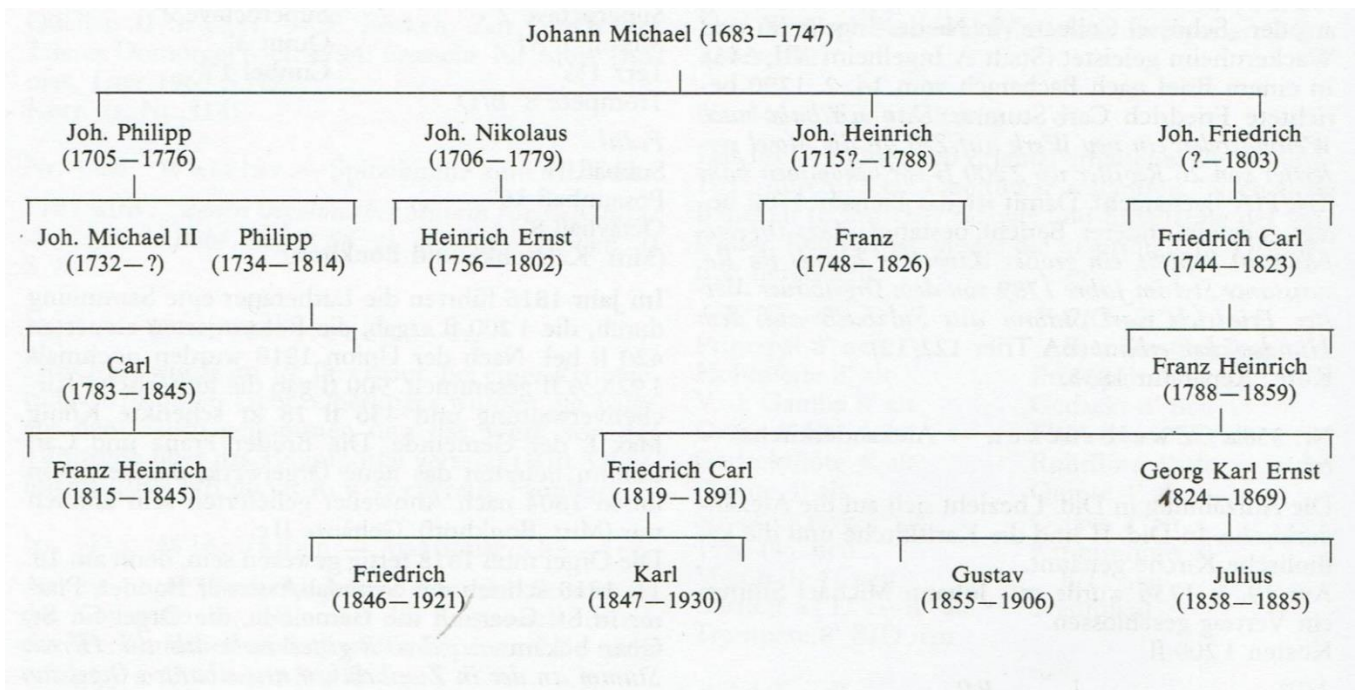 Johann Michael (1683—1747)
Joh. Philipp Joh. Nikolaus Joh. Heinrich Joh. Friedrich
(1705—1776) (1706—1779) (1715?—1788) (?—1803)
Joh. Michael II Philipp Heinrich Ernst Franz Friedrich Carl
(1732—?) (1734—1814) (1756—1802) (1748—1826) (1744—1823)
Carl Franz Heinrich
(1783—1845) (1788—1859)
Franz Heinrich Friedrich Carl Georg Karl Ernst
(1815—1845) (1819—1891) (1824—1869)
Friedrich Karl Gustav Julius
(1846—1921) (1847—1930) (1855—1906) (1858—1885)